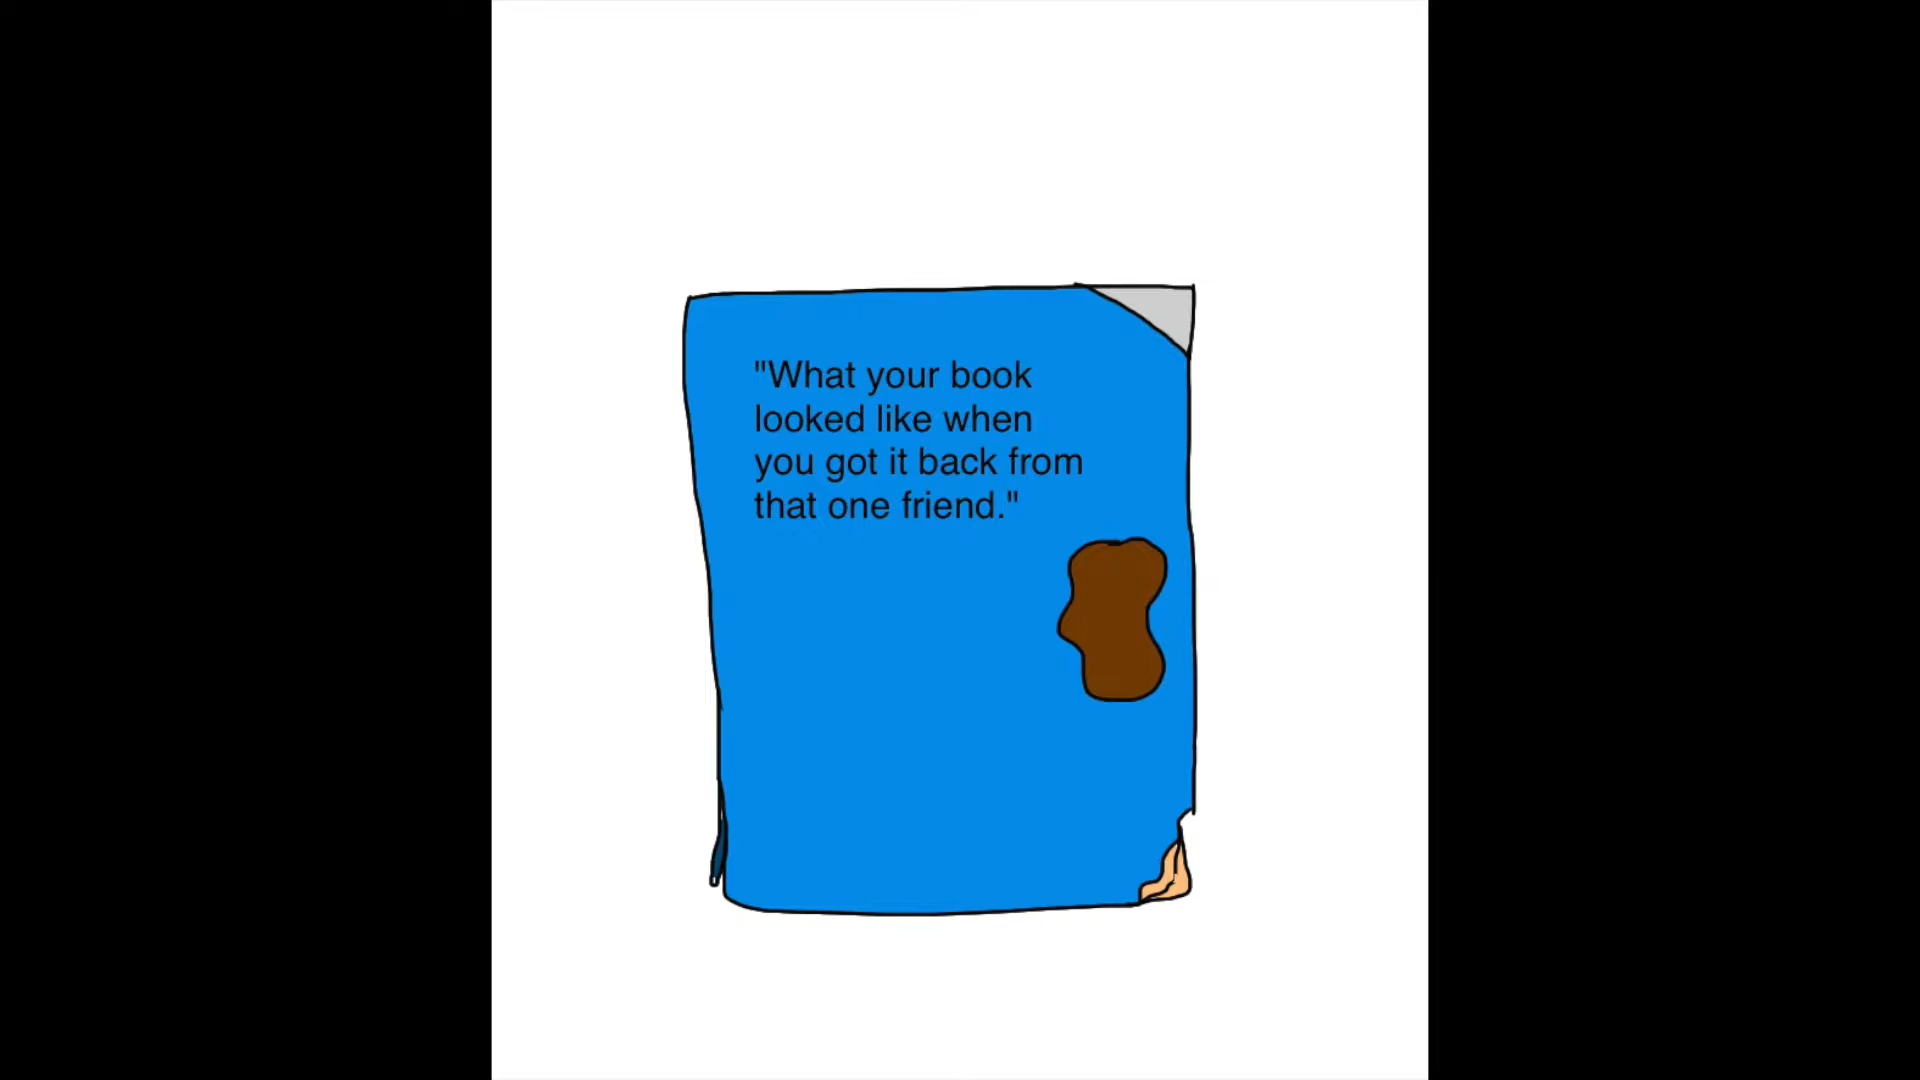 "What your book
looked like when
you got it back from
that one friend."